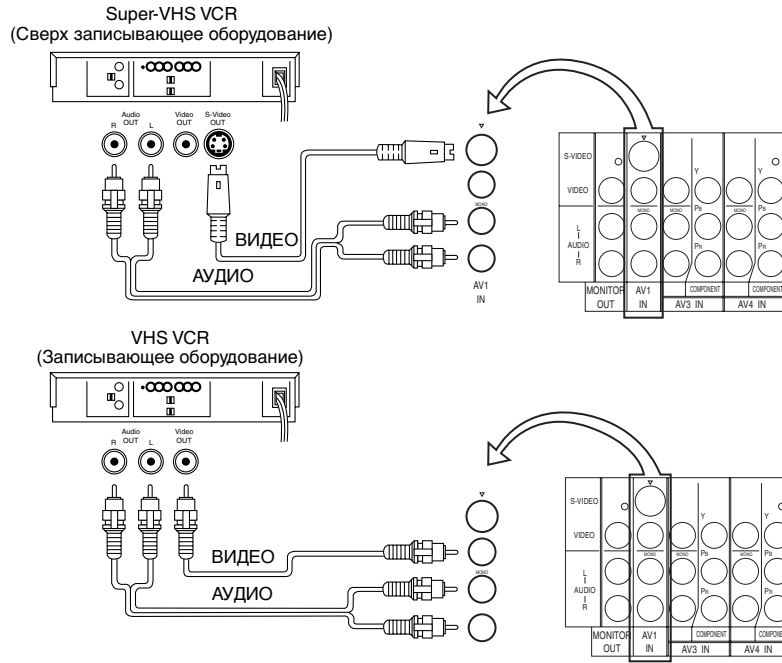 Super-VHS VCR
(Сверх записывающее оборудование)
Audio
OUT
R
L
Video
OUT
S-Video
OUT
ВИДЕО
АУДИО
MONO
AV1
IN
S-VIDEO
VIDEO
L
AUDIO
R
MONO
MONO
MONO
Y
PB
PR
Y
PB
PR
MONITOR
OUT
AV1
IN
COMPONENT
AV3 IN
COMPONENT
AV4 IN
VHS VCR
(Записывающее оборудование)
Audio
OUT
R
L
Video
OUT
ВИДЕО
АУДИО
MONO
S-VIDEO
VIDEO
L
AUDIO
R
MONO
MONO
MONO
Y
PB
PR
Y
PB
PR
MONITOR
OUT
AV1
IN
COMPONENT
AV3 IN
AV4 IN